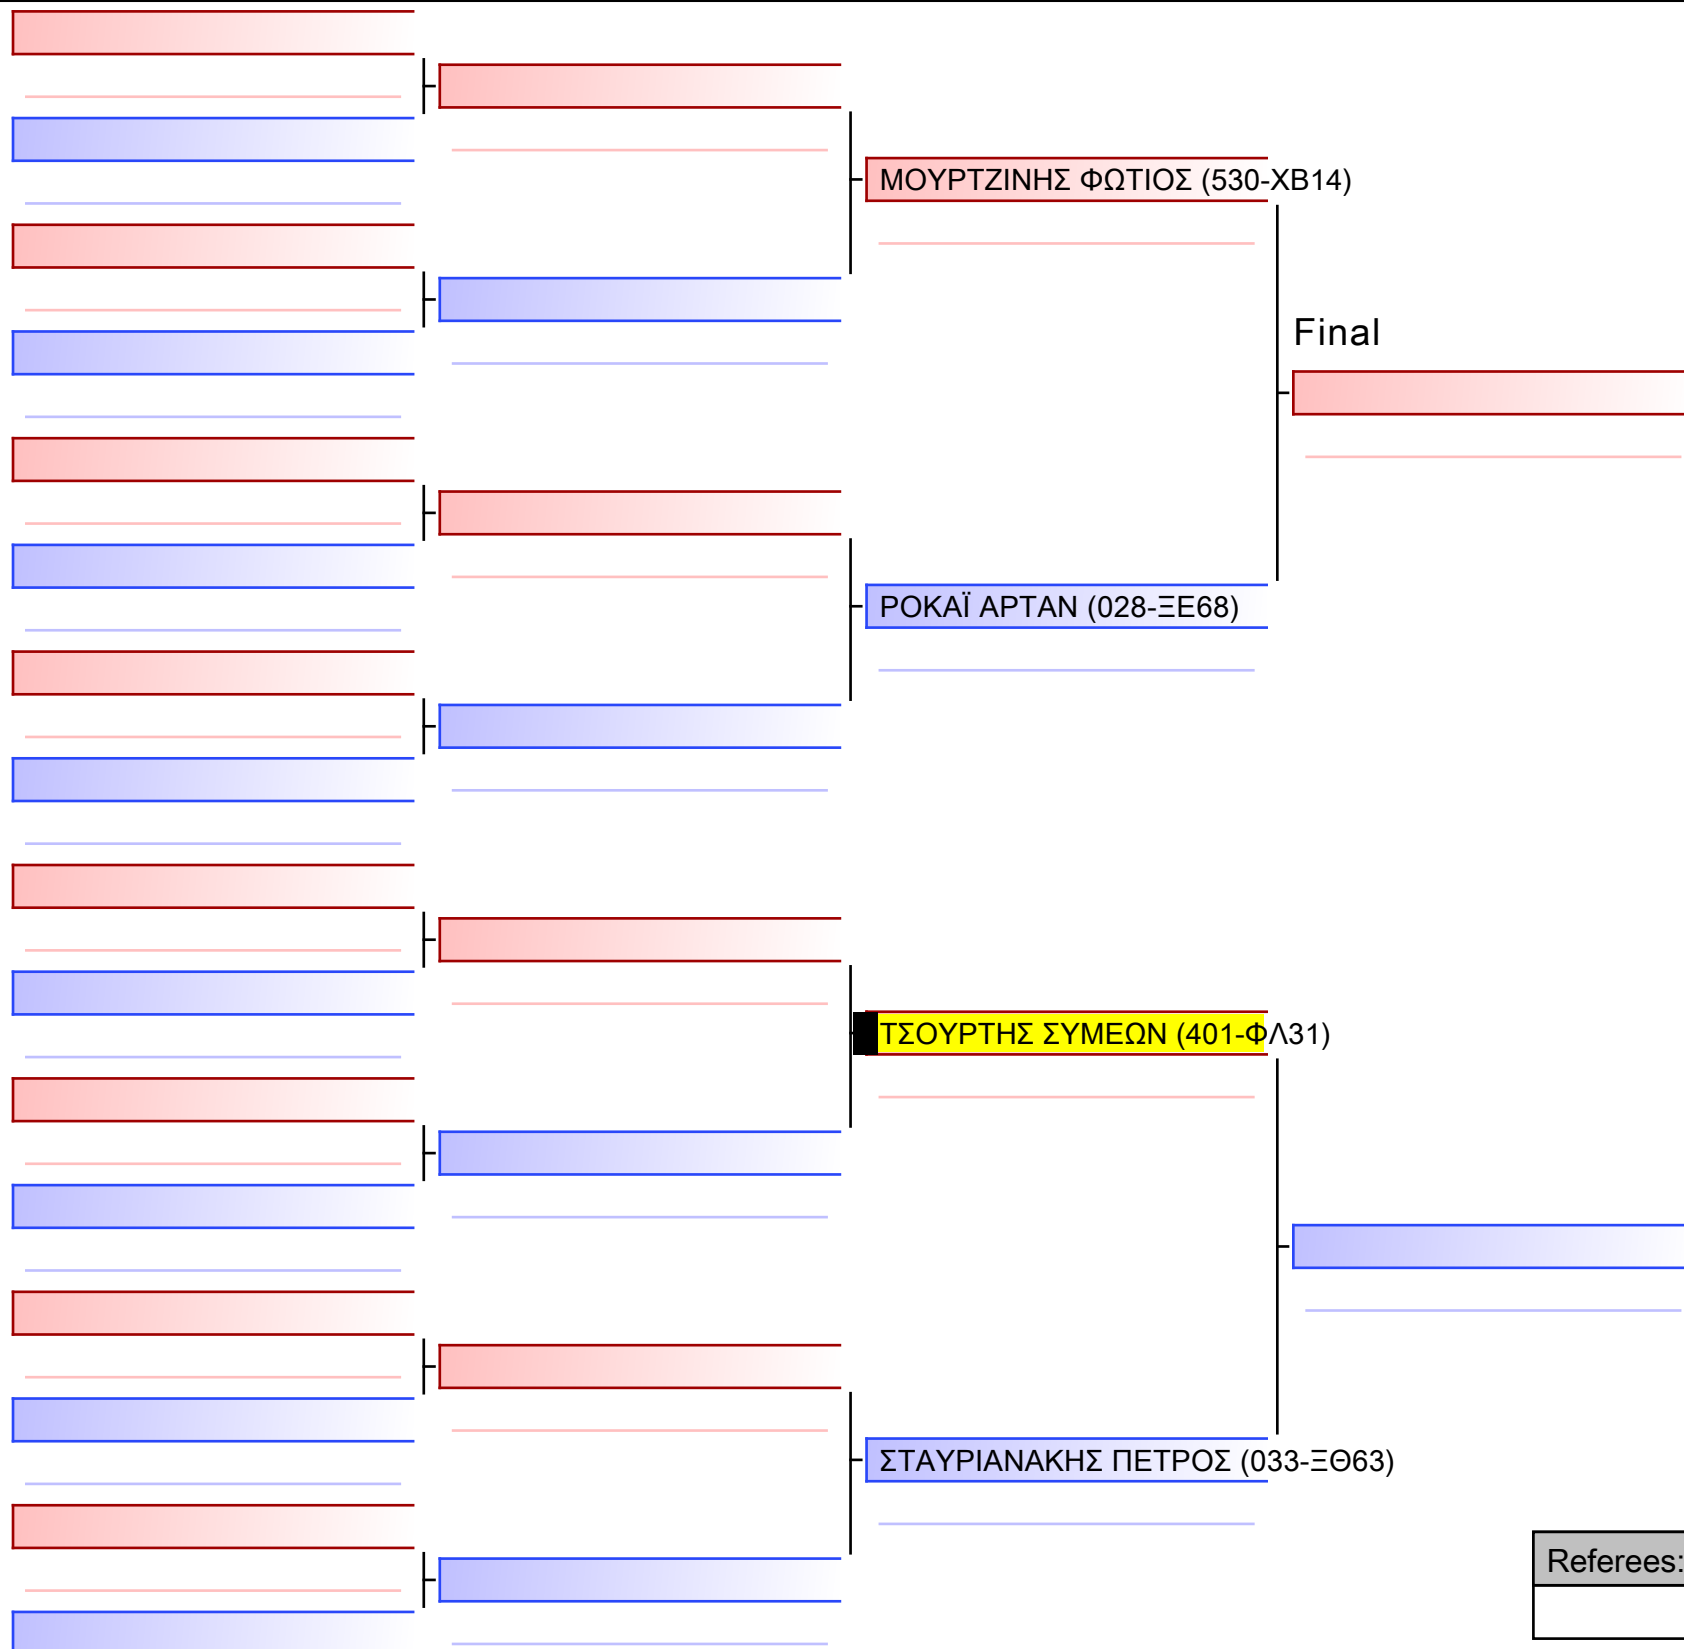 ΜΟΥΡΤΖΙΝΗΣ ΦΩΤΙΟΣ (530-ΧΒ14)
Final
ΡΟΚΑΪ ΑΡΤΑΝ (028-ΞΕ68)
ΤΣΟΥΡΤΗΣ ΣΥΜΕΩΝ (401-ΦΛ31)
ΣΤΑΥΡΙΑΝΑΚΗΣ ΠΕΤΡΟΣ (033-ΞΘ63)
Referees: